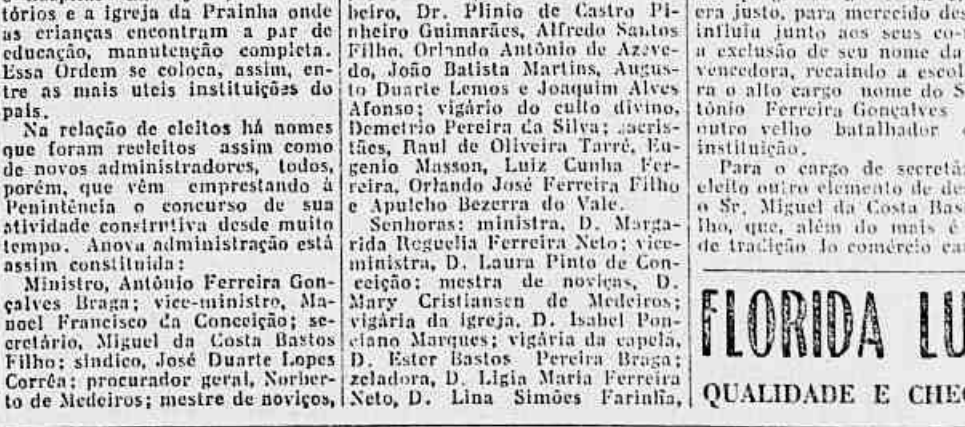 tórios e a igreja da Prainha onde
as crianças encontram a par de
educação, manutenção completa.
Essa Ordem se coloca, assim, en-
tre as mais uteis instituições do
país.
Na relação de eleitos há nomes
que foram reeleitos assim como
de novos administradores, todos,
porém, que vêm emprestando à
Penintência o concurso de sua
atividade constrrtiva desde muito
tempo. Anova administração está
assim constituida:
Ministro, Antônio Ferreira Gon-
çalves Braga; vice-ministro, Ma-
noel Francisco da Conceição; se-
cretário, Miguel da Costa Bastos
Filho; sindico, José Duarte Lopes
Corrêa; procurador geral, Norber-
to de Medeiros; mestre de noviços,
beiro, Dr. Plinio de Castro Pi-
nheiro Guimarães, Alfredo Santos
Filho, Orlando Antônio de Azeve-
do, João Batista Martins, Augus-
to Duarte Lemos e Joaquim Alves
Afonso; vigário do culto divino,
Demetrio Pereira da Silva; sacris-
tães, Raul de Oliveira Tarré, Eu-
genio Masson, Luiz Cunha Fer-
reira, Orlando José Ferreira Filho
e Apulcho Bezerra do Vale.
Senhoras: ministra, D. Marga-
rida Reguelia Ferreira Neto; vice-
ministra, D. Laura Pinto de Con-
ceição; mestra de noviças, D.
Mary Cristiansen de Medeiros;
vigária da igreja, D. Isabel Pon-
ciano Marques; vigária da capela,
D. Ester Bastos Pereira Braga;
zeladora, D. Ligia Maria Ferreira
Neto, D. Lina Simões Farinha,
era justo, para merecido des
influiu junto aos seus co-
a exclusão de seu nome da
vencedora, recaindo a escol
ra o alto cargo nome do S
tônio Ferreira Gonçalves
outro velho batalhador
instituição.
Para o cargo de secretá
eleito outro elemento de de
o Sr. Miguel da Costa Bas
lho, que, além do mais é
de tradição do comércio ca
FLORIDA LU
QUALIDADE E CHE